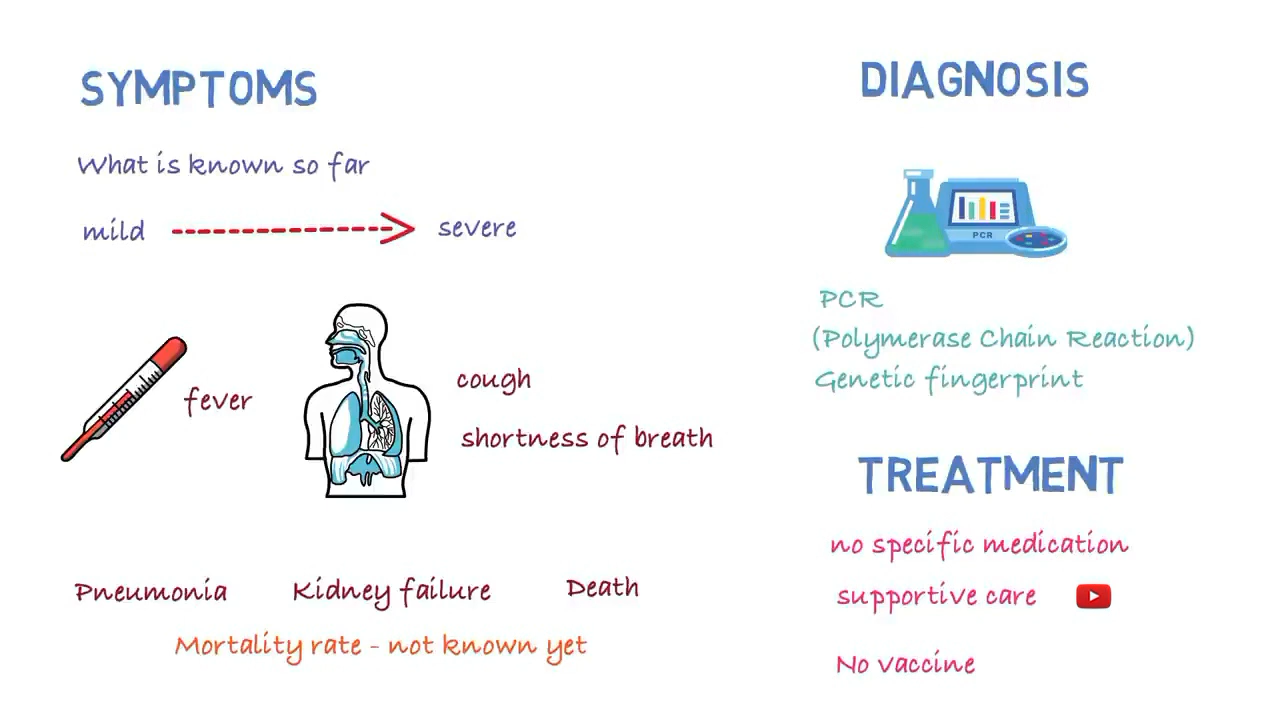 SYMPTOMS
What is known so far
mild
severe
fever
cough
shortness of breath
Pneumonia
Kidney failure
Death
Mortality rate - not known yet
DIAGNOSIS
PCR
PCR
(Polymerase Chain Reaction)
Genetic fingerprint
TREATMENT
no specific medication
supportive care
No vaccine